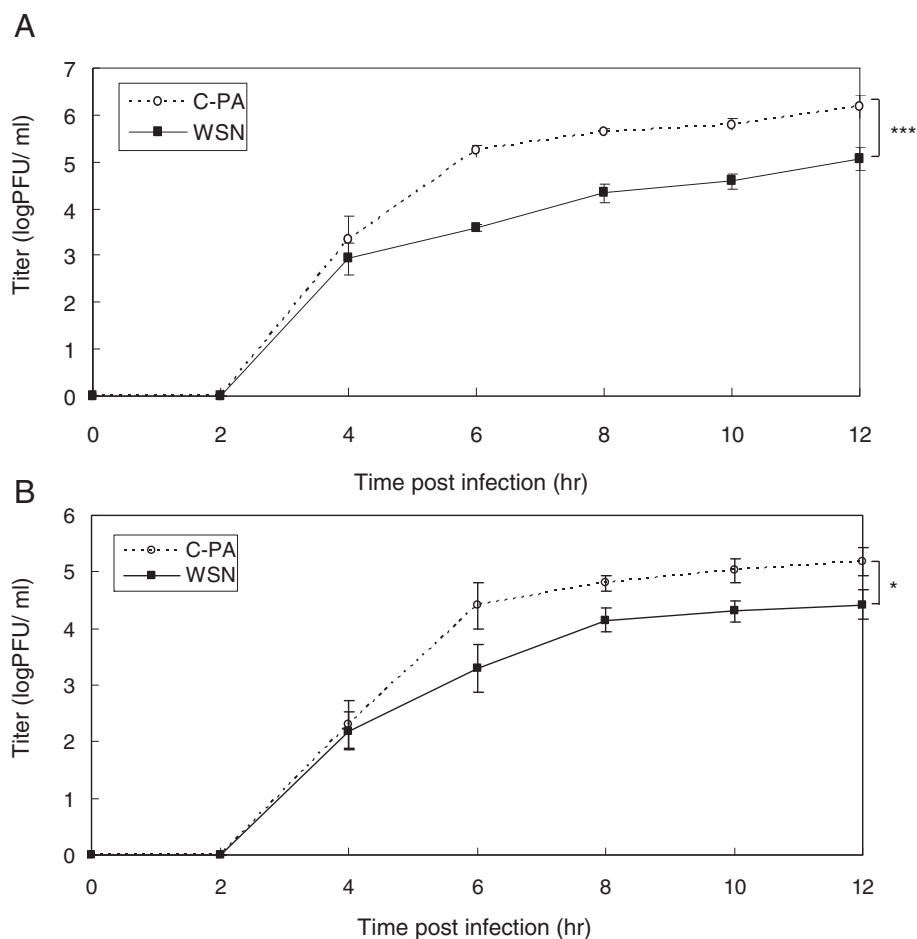 A
7
6
5
4
3
2
1
0
Titer (logPFU/ ml)
C-PA
WSN
***
0 2 4 6 8 10 12
Time post infection (hr)
B
6
5
4
3
2
1
0
Titer (logPFU/ ml)
C-PA
WSN
*
0 2 4 6 8 10 12
Time post infection (hr)